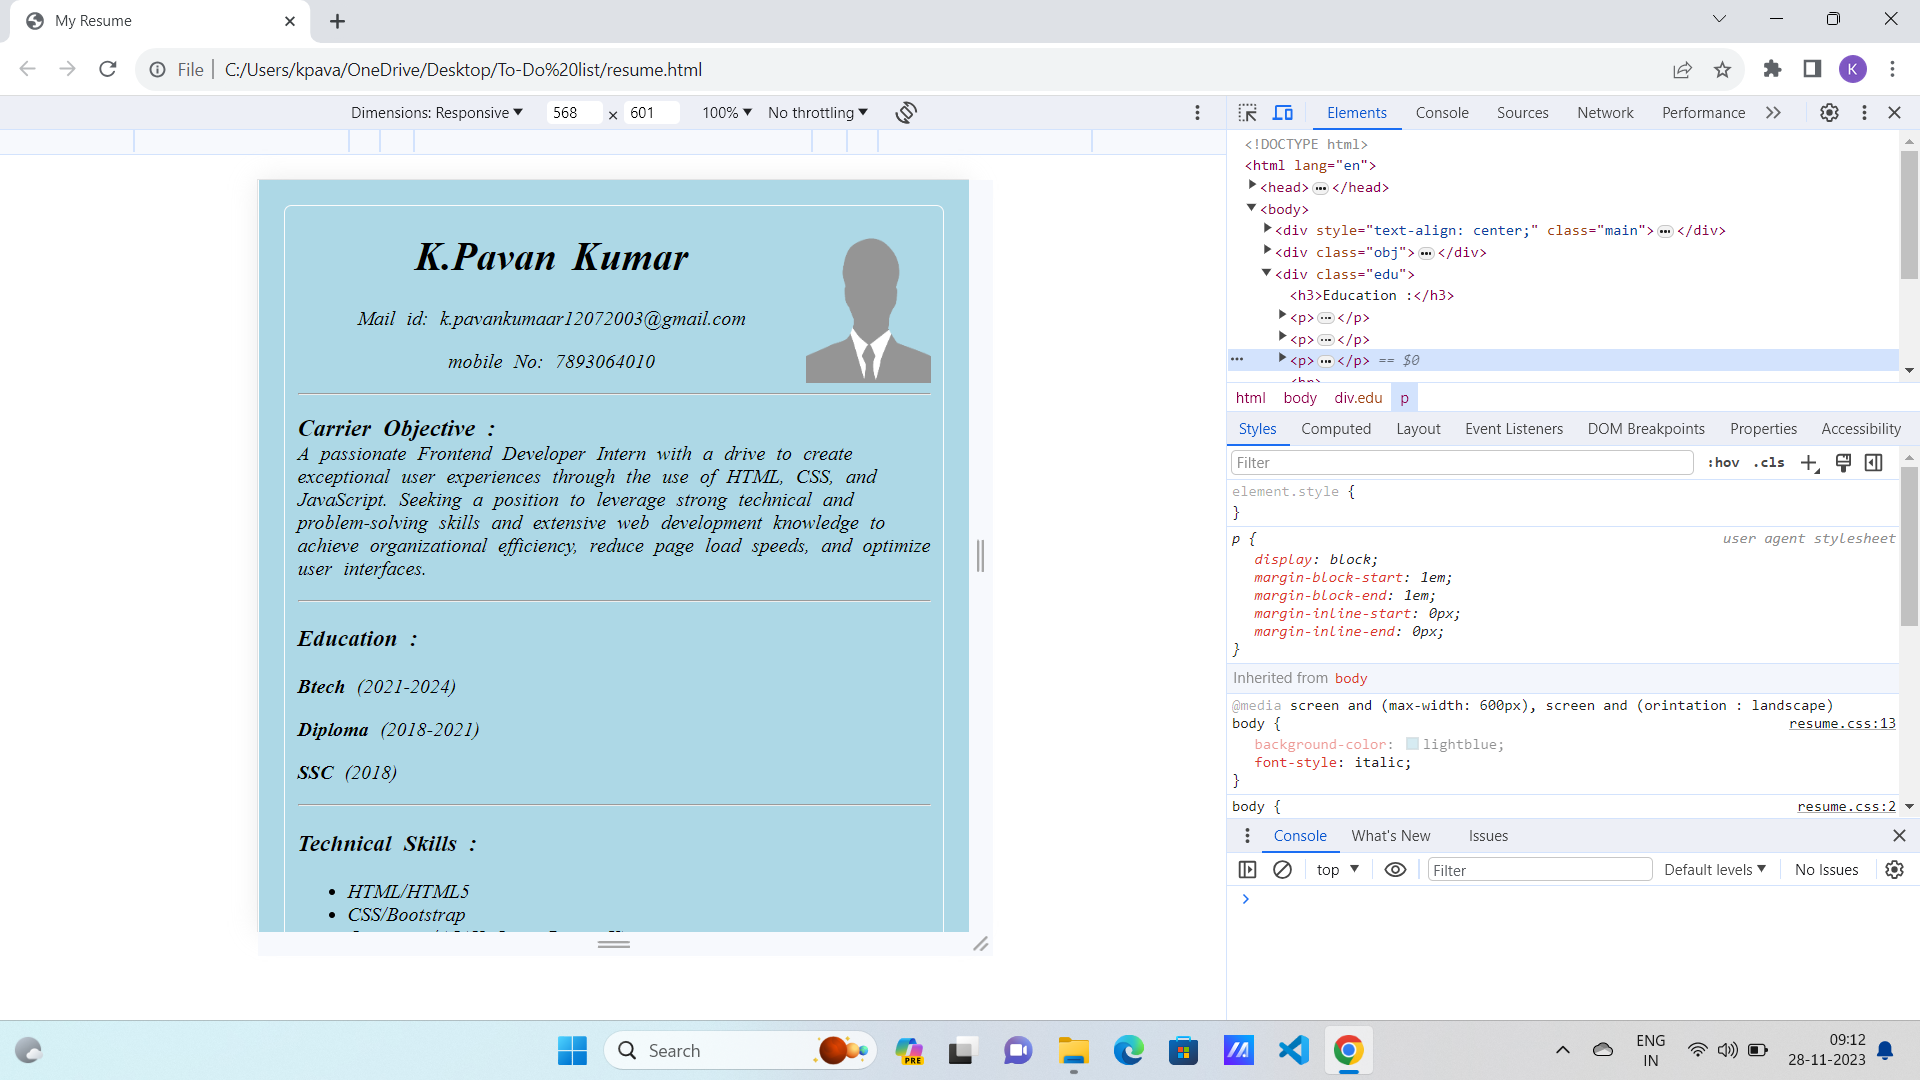 My Resume
File C:/Users/kpava/OneDrive/Desktop/To-Do%20list/resume.html
Dimensions: Responsive 568 × 601 100% No throttling
K.Pavan Kumar
Mail id: k.pavankumaar12072003@gmail.com
mobile No: 7893064010
Carrier Objective :
A passionate Frontend Developer Intern with a drive to create
exceptional user experiences through the use of HTML, CSS, and
JavaScript. Seeking a position to leverage strong technical and
problem-solving skills and extensive web development knowledge to
achieve organizational efficiency, reduce page load speeds, and optimize
user interfaces.
Education :
Btech (2021-2024)
Diploma (2018-2021)
SSC (2018)
Technical Skills :
HTML/HTML5
CSS/Bootstrap
Elements Console Sources Network Performance
<!DOCTYPE html>
<html lang="en">
<head> ••• </head>
<body>
<div style="text-align: center;" class="main"> ••• </div>
<div class="obj"> ••• </div>
<div class="edu">
<h3>Education :</h3>
<p> ••• </p>
<p> ••• </p>
<p> ••• </p> == $0
html body div.edu p
Styles Computed Layout Event Listeners DOM Breakpoints Properties Accessibility
Filter :hov .cls
element.style {
}
p { user agent stylesheet
display: block;
margin-block-start: 1em;
margin-block-end: 1em;
margin-inline-start: 0px;
margin-inline-end: 0px;
}
Inherited from body
@media screen and (max-width: 600px), screen and (orintation : landscape)
body { resume.css:13
background-color: lightblue;
font-style: italic;
}
body { resume.css:2
Console What's New Issues
top Filter Default levels No Issues
Search
PRE
ENG
IN
09:12
28-11-2023
K